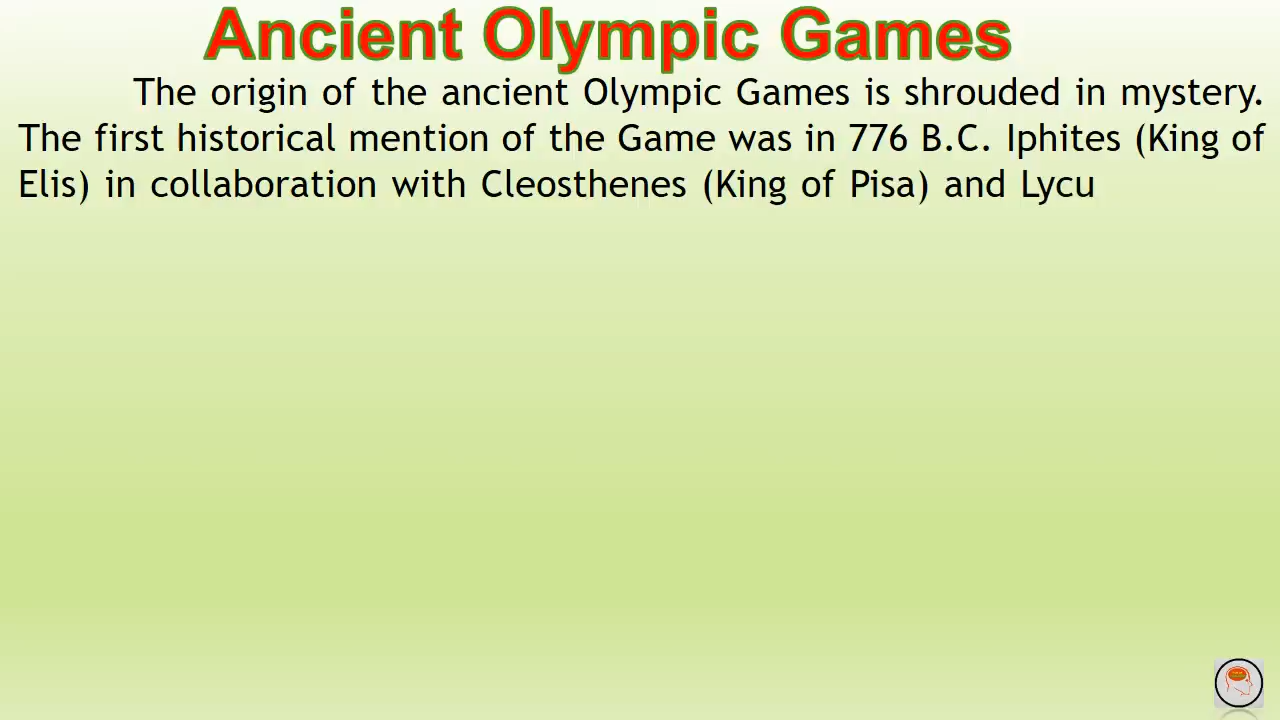 Ancient Olympic Games
The origin of the ancient Olympic Games is shrouded in mystery.
The first historical mention of the Game was in 776 B.C. Iphites (King of
Elis) in collaboration with Cleosthenes (King of Pisa) and Lycu